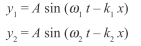 y₁ = A sin (ω₁ t – k₁ x)
y₂ = A sin (ω₂ t – k₂ x)